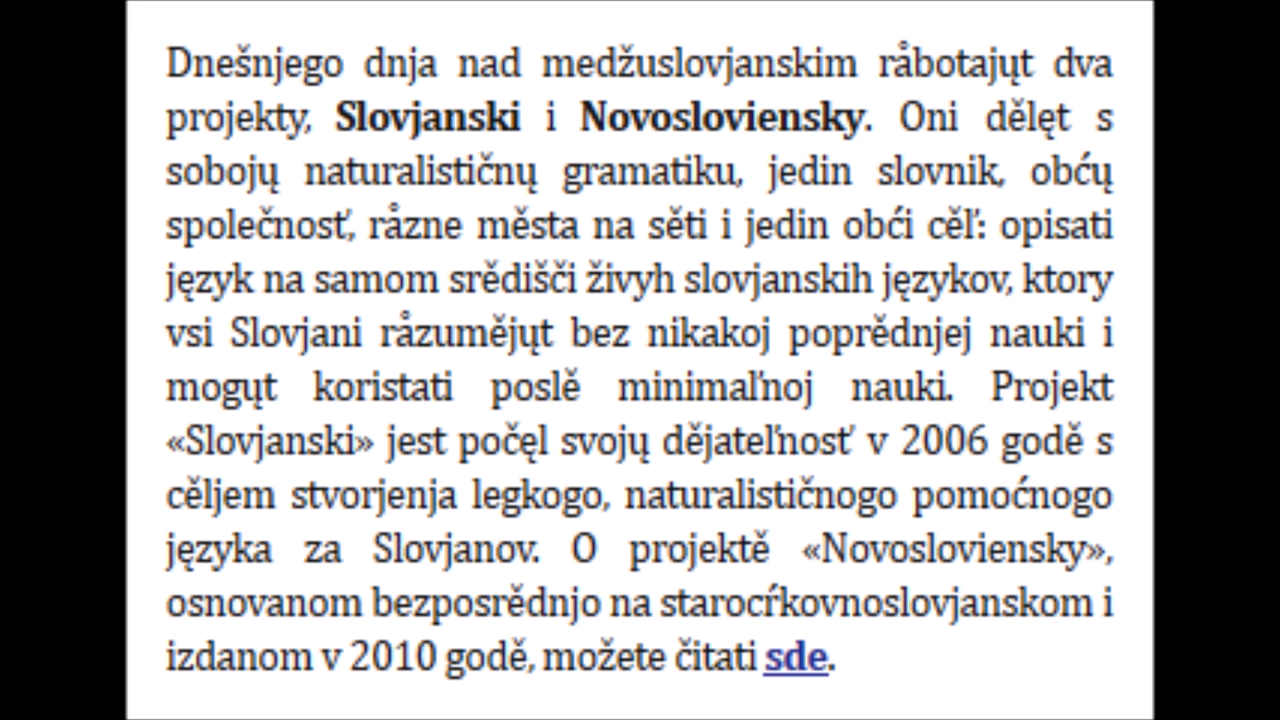 Dnešnjego dnja nad medžuslovjanskim råbotajųt dva
projekty, Slovjanski i Novosloviensky. Oni dělęt s
sobojų naturalističnų gramatiku, jedin slovnik, obćų
společnosť, råzne města na sěti i jedin obći cěľ: opisati
język na samom srědišči živyh slovjanskih językov, ktory
vsi Slovjani råzumějųt bez nikakoj poprědnjej nauki i
mogųt koristati poslě minimaľnoj nauki. Projekt
«Slovjanski» jest počęl svojų dějateľnosť v 2006 godě s
cěljem stvorjenja legkogo, naturalističnogo pomoćnogo
języka za Slovjanov. O projektě «Novosloviensky»,
osnovanom bezposrědnjo na starocŕkovnoslovjanskom i
izdanom v 2010 godě, možete čitati sde.